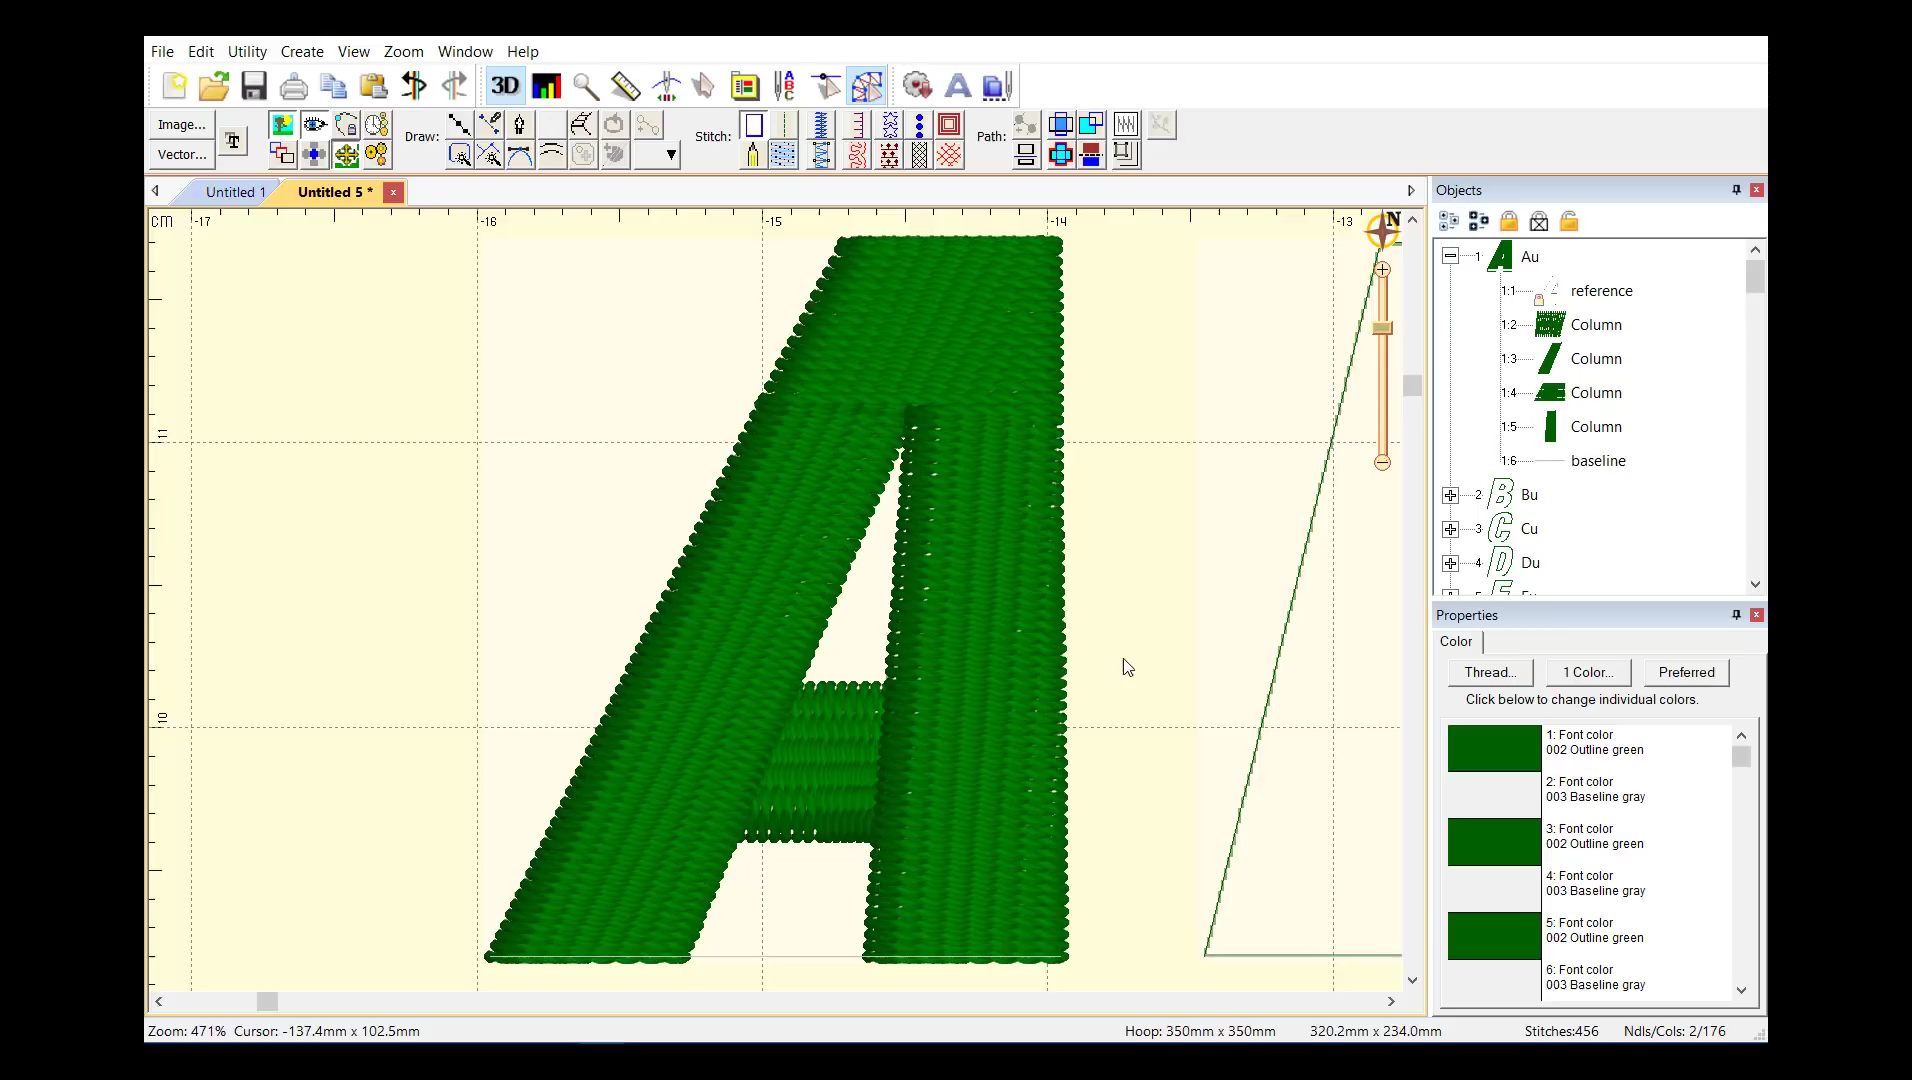 File Edit Utility Create View Zoom Window Help
3D
A
B
C
Image...
Vector...
T
Draw:
Stitch:
Path:
Untitled 1
Untitled 5 *
cm
-17
-16
-15
-14
-13
N
11
10
Objects
1 Au
1:1 reference
1:2 Column
1:3 Column
1:4 Column
1:5 Column
1:6 baseline
2 Bu
3 Cu
4 Du
Properties
Color
Thread... 1 Color... Preferred
Click below to change individual colors.
1: Font color
002 Outline green
2: Font color
003 Baseline gray
3: Font color
002 Outline green
4: Font color
003 Baseline gray
5: Font color
002 Outline green
6: Font color
003 Baseline gray
Zoom: 471% Cursor: -137.4mm x 102.5mm
Hoop: 350mm x 350mm 320.2mm x 234.0mm Stitches:456 Ndls/Cols: 2/176